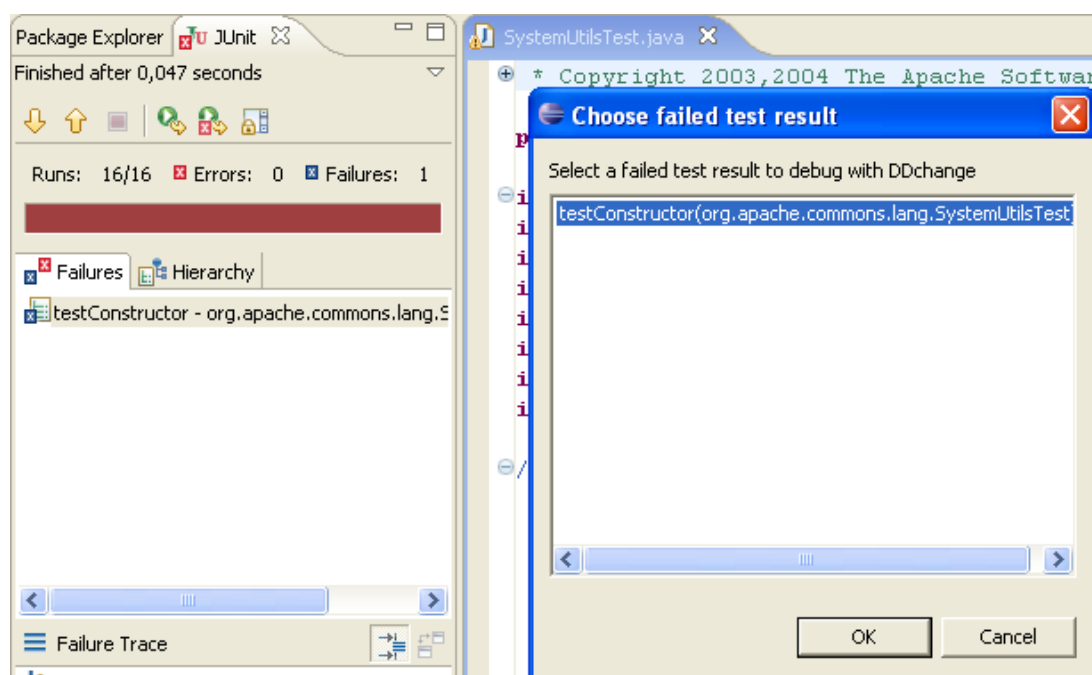 Package Explorer JUnit
Finished after 0,047 seconds
Runs: 16/16 Errors: 0 Failures: 1
Failures Hierarchy
testConstructor - org.apache.commons.lang.S
Failure Trace
SystemUtilsTest.java
* Copyright 2003,2004 The Apache Softwar
p
i
i
i
i
i
i
i
i
/
Choose failed test result
Select a failed test result to debug with DDchange
testConstructor(org.apache.commons.lang.SystemUtilsTest)
OK Cancel